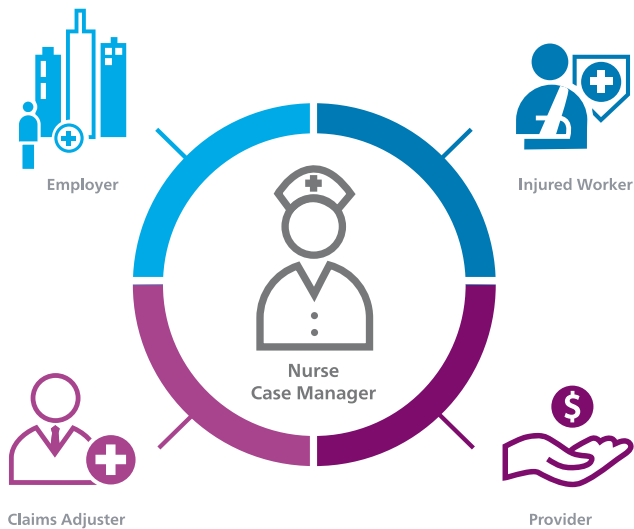 Employer
Injured Worker
Nurse
Case Manager
$
Claims Adjuster
Provider